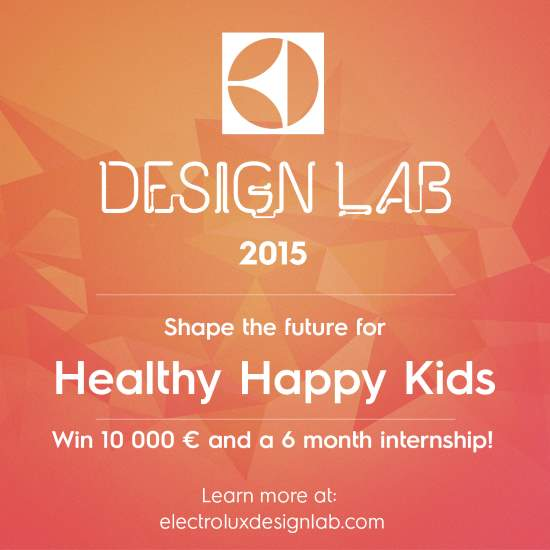 DESIGN LAB
2015
Shape the future for
Healthy Happy Kids
Win 10 000 € and a 6 month internship!
Learn more at:
electroluxdesignlab.com